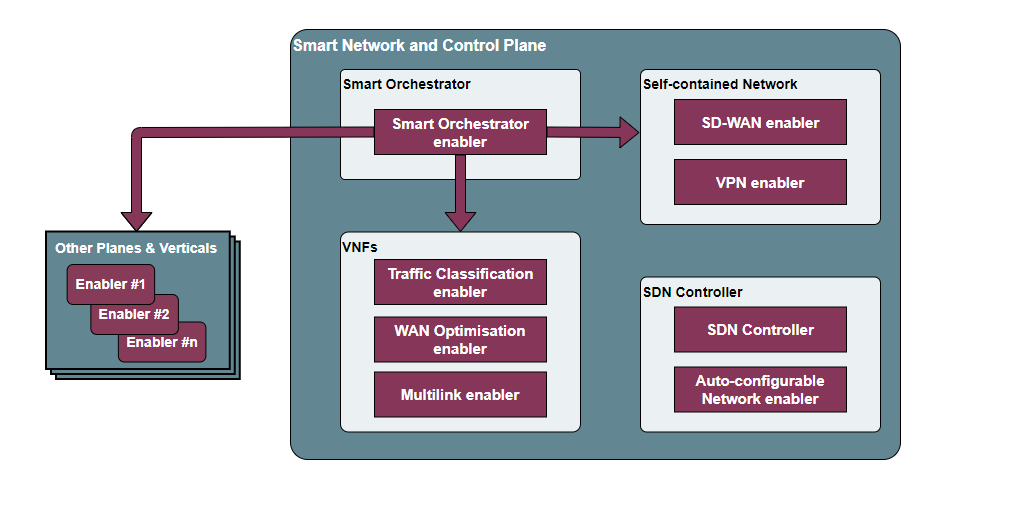 Smart Network and Control Plane
Smart Orchestrator
Smart Orchestrator
enabler
Self-contained Network
SD-WAN enabler
VPN enabler
Other Planes & Verticals
Enabler #1
Enabler #2
Enabler #n
VNFs
Traffic Classification
enabler
WAN Optimisation
enabler
Multilink enabler
SDN Controller
SDN Controller
Auto-configurable
Network enabler